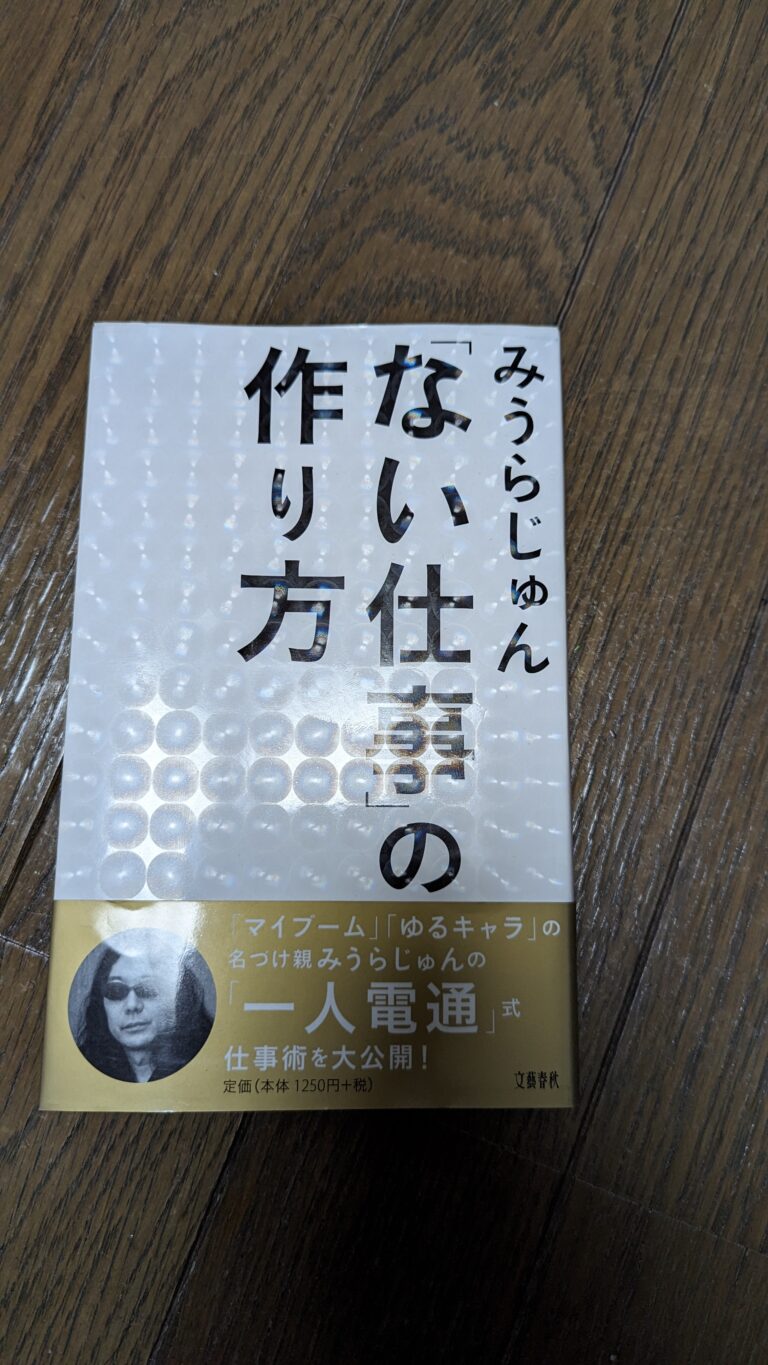 みうらじゅん
「ない仕事」の
作り方
「マイブーム」「ゆるキャラ」の
名づけ親みうらじゅんの
「一人電通」式
仕事術を大公開！
定価（本体 1250円+税）
文藝春秋